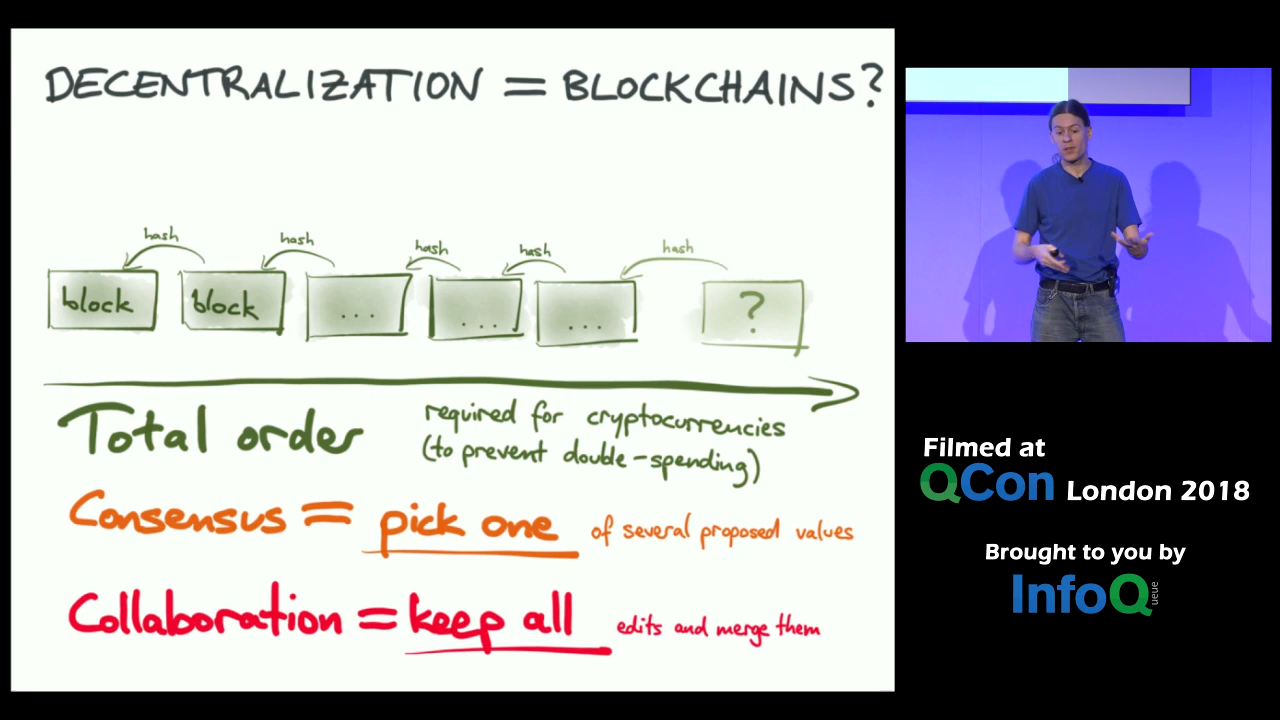 DECENTRALIZATION = BLOCKCHAINS?
hash hash hash hash hash
block block ... ... ... ?
Total order
required for cryptocurrencies
(to prevent double-spending)
Consensus = pick one of several proposed values
Collaboration = keep all edits and merge them
Filmed at
QCon London 2018
Brought to you by
InfoQ
ueue